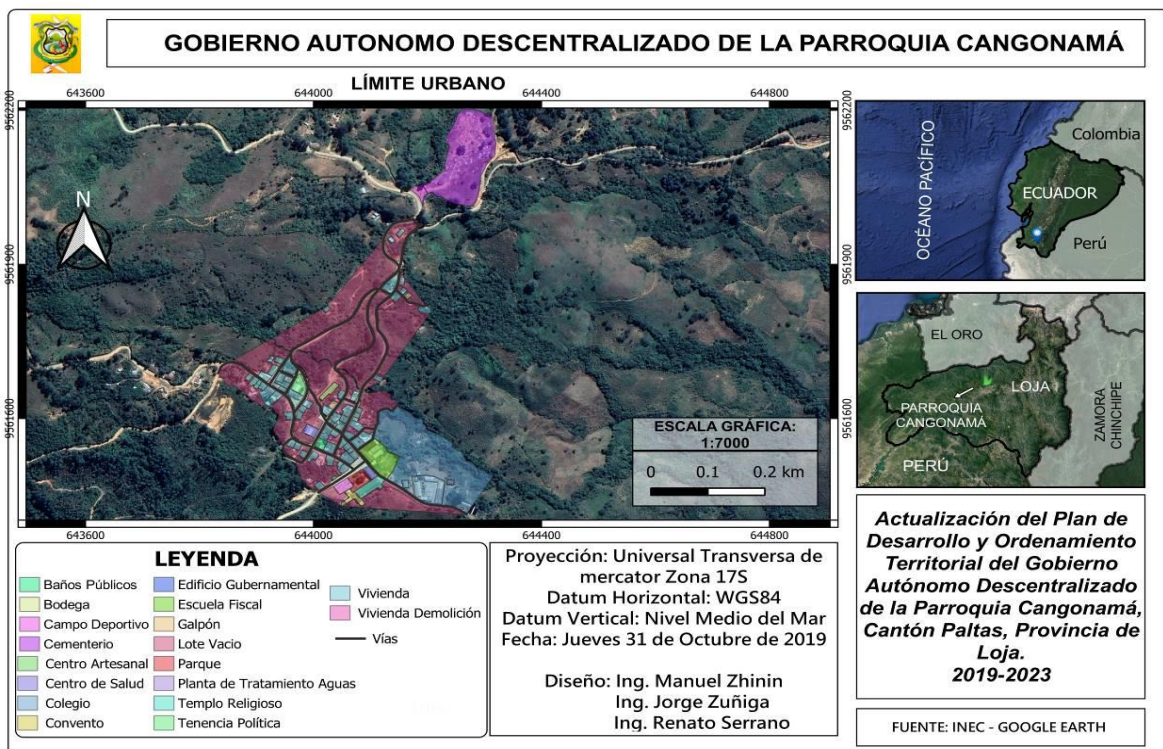 GOBIERNO AUTONOMO DESCENTRALIZADO DE LA PARROQUIA CANGONAMÁ
LÍMITE URBANO
643600
644000
644400
644800
9562200
9561900
9561600
9562200
9561900
9561600
N
ESCALA GRÁFICA:
1:7000
0 0.1 0.2 km
643600
644000
644400
644800
OCÉANO PACÍFICO
Colombia
ECUADOR
Perú
EL ORO
LOJA
PARROQUIA
CANGONAMÁ
ZAMORA
CHINCHIPE
PERÚ
LEYENDA
Baños Públicos
Bodega
Campo Deportivo
Cementerio
Centro Artesanal
Centro de Salud
Colegio
Convento
Edificio Gubernamental
Escuela Fiscal
Galpón
Lote Vacio
Parque
Planta de Tratamiento Aguas
Templo Religioso
Tenencia Política
Vivienda
Vivienda Demolición
Vías
Proyección: Universal Transversa de
mercator Zona 17S
Datum Horizontal: WGS84
Datum Vertical: Nivel Medio del Mar
Fecha: Jueves 31 de Octubre de 2019
Diseño: Ing. Manuel Zhinin
Ing. Jorge Zuñiga
Ing. Renato Serrano
Actualización del Plan de
Desarrollo y Ordenamiento
Territorial del Gobierno
Autónomo Descentralizado
de la Parroquia Cangonamá,
Cantón Paltas, Provincia de
Loja.
2019-2023
FUENTE: INEC - GOOGLE EARTH